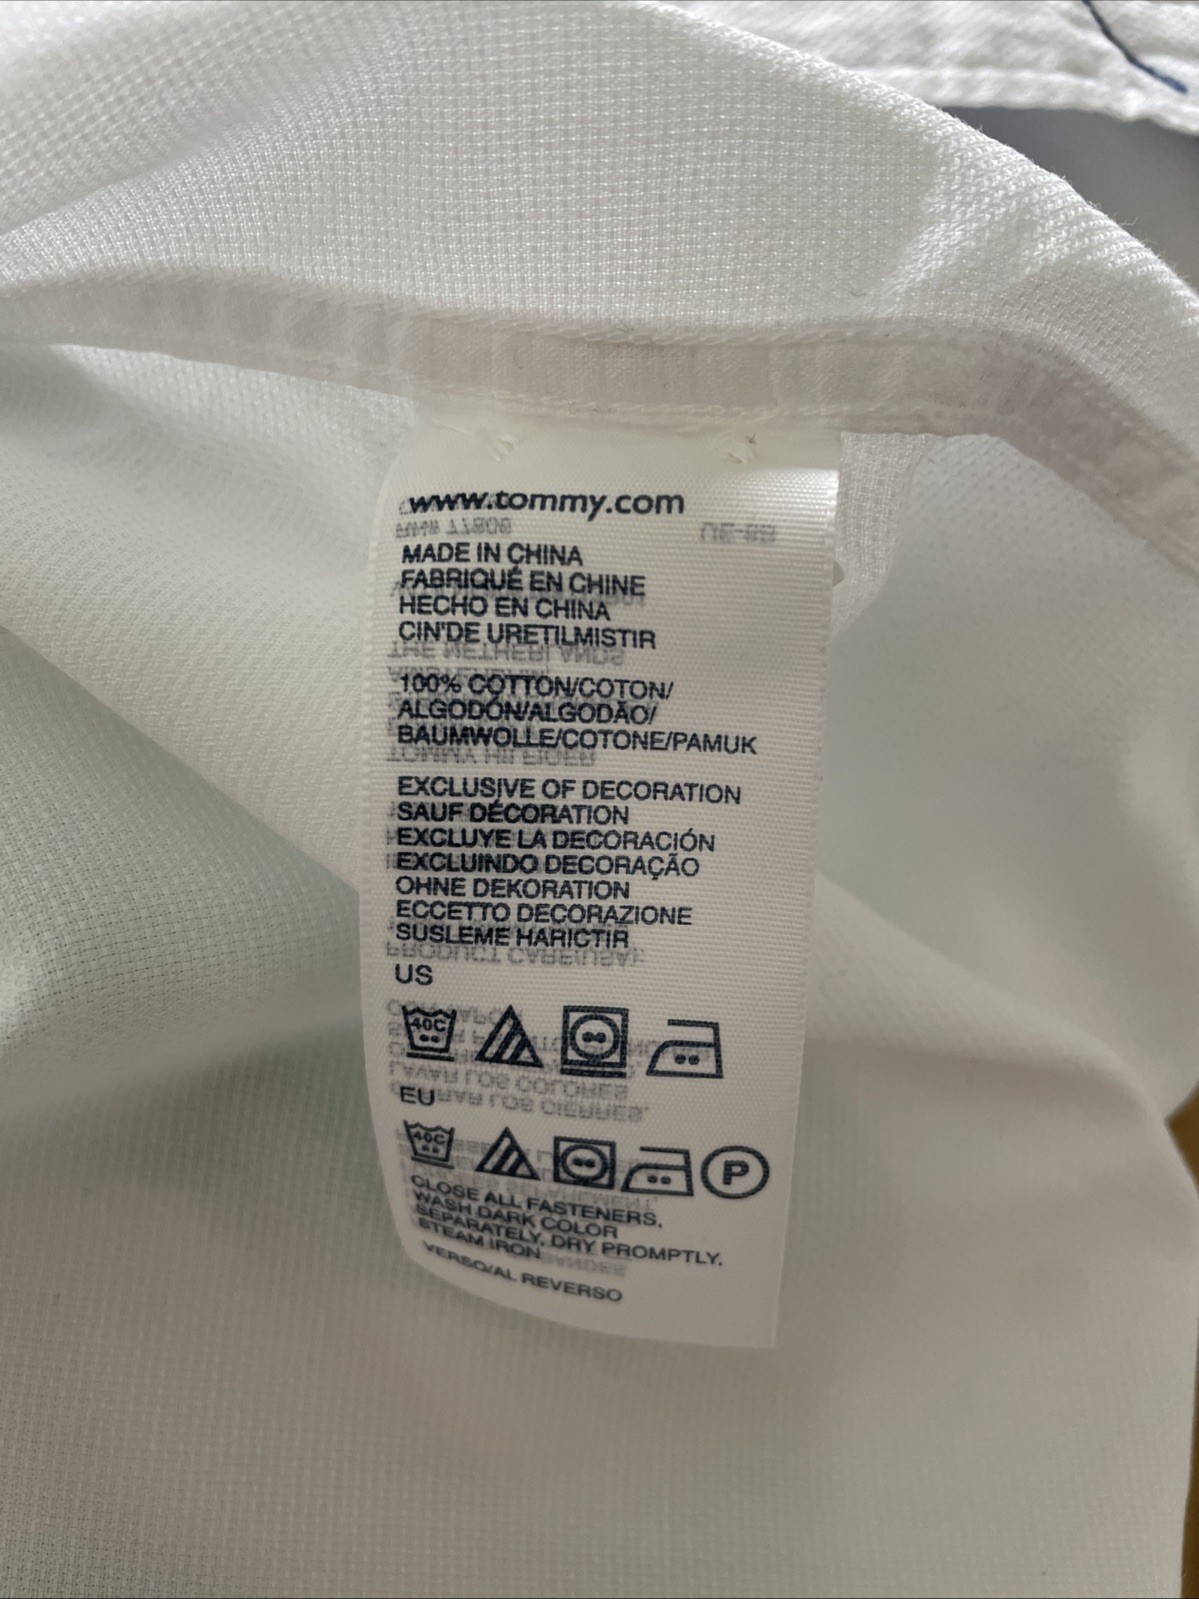 www.tommy.com
MADE IN CHINA
FABRIQUÉ EN CHINE
HECHO EN CHINA
CIN'DE URETILMISTIR
100% COTTON/COTON/
ALGODÓN/ALGODÃO/
BAUMWOLLE/COTONE/PAMUK
EXCLUSIVE OF DECORATION
SAUF DÉCORATION
EXCLUYE LA DECORACIÓN
EXCLUINDO DECORAÇÃO
OHNE DEKORATION
ECCETTO DECORAZIONE
SUSLEME HARICTIR
US
40C
EU
40C P
CLOSE ALL FASTENERS.
WASH DARK COLOR
SEPARATELY. DRY PROMPTLY.
STEAM IRON
VERSO/AL REVERSO